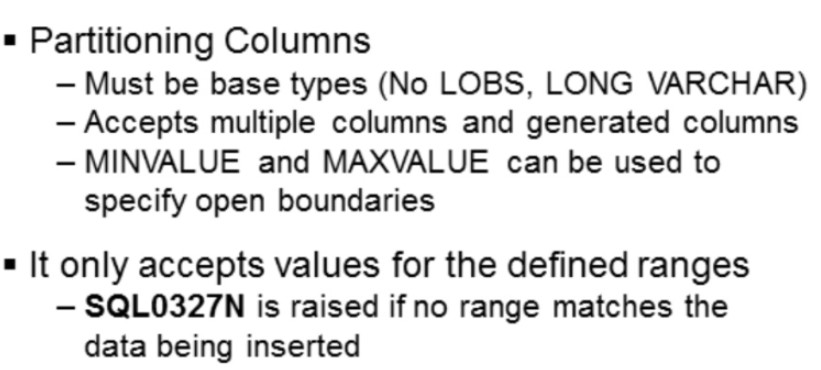 ▪ Partitioning Columns
– Must be base types (No LOBS, LONG VARCHAR)
– Accepts multiple columns and generated columns
– MINVALUE and MAXVALUE can be used to
specify open boundaries
▪ It only accepts values for the defined ranges
– SQL0327N is raised if no range matches the
data being inserted